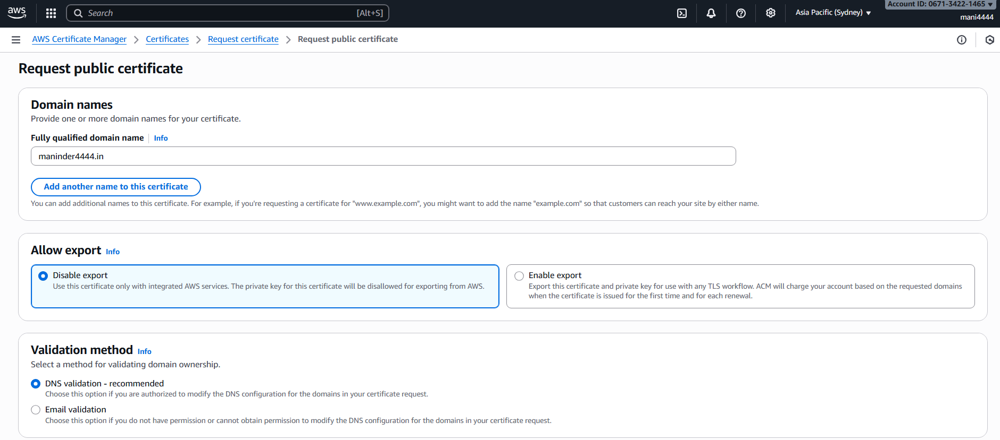 aws
Search
[Alt+S]
Asia Pacific (Sydney)
Account ID: 0671-3422-1465
mani4444
AWS Certificate Manager
Certificates
Request certificate
Request public certificate
Request public certificate
Domain names
Provide one or more domain names for your certificate.
Fully qualified domain name
Info
maninder4444.in
Add another name to this certificate
You can add additional names to this certificate. For example, if you're requesting a certificate for "www.example.com", you might want to add the name "example.com" so that customers can reach your site by either name.
Allow export Info
Disable export
Use this certificate only with integrated AWS services. The private key for this certificate will be disallowed for exporting from AWS.
Enable export
Export this certificate and private key for use with any TLS workflow. ACM will charge your account based on the requested domains
when the certificate is issued for the first time and for each renewal.
Validation method Info
Select a method for validating domain ownership.
DNS validation - recommended
Choose this option if you are authorized to modify the DNS configuration for the domains in your certificate request.
Email validation
Choose this option if you do not have permission or cannot obtain permission to modify the DNS configuration for the domains in your certificate request.